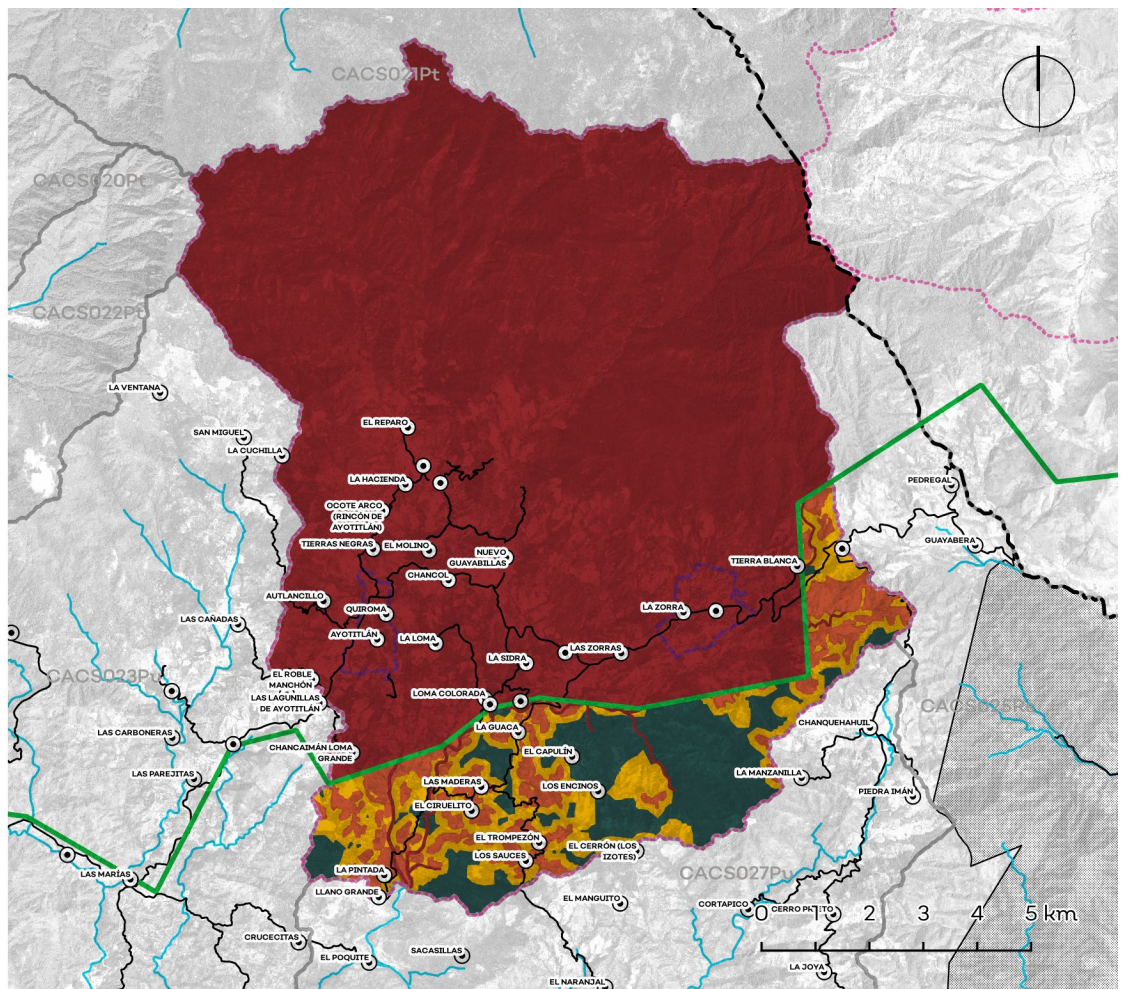 CACS021Pt
CACS020Pt
CACS022Pt
LA VENTANA
EL REPARO
SAN MIGUEL
LA CUCHILLA
LA HACIENDA
PEDREGAL
OCOTE ARCO
(RINCÓN DE
AYOTITLÁN)
TIERRAS NEGRAS
EL MOLINO
NUEVO
GUAYABILLAS
GUAYABERA
TIERRA BLANCA
CHANCOL
AUTLANCILLO
QUIROMA
LA ZORRA
LAS CAÑADAS
AYOTITLÁN
LA LOMA
LAS ZORRAS
LA SIDRA
CACS023Pu
EL ROBLE
MANCHÓN
LAS LAGUNILLAS
DE AYOTITLÁN
LOMA COLORADA
CHANQUEHAHUIL
LA GUACA
LAS CARBONERAS
CHANCAIMÁN LOMA
GRANDE
EL CAPULÍN
LAS PAREJITAS
LA MANZANILLA
LAS MADERAS
LOS ENCINOS
PIEDRA IMÁN
EL CIRUELITO
EL TROMPEZÓN
EL CERRÓN (LOS
IZOTES)
LOS SAUCES
LAS MARÍAS
LA PINTADA
CACS027Pu
LLANO GRANDE
EL MANGUITO
CORTAPICO
0 1 2 3 4 5 km
CRUCECITAS
SACASILLAS
EL POQUITE
LA JOYA
EL NARANJAL